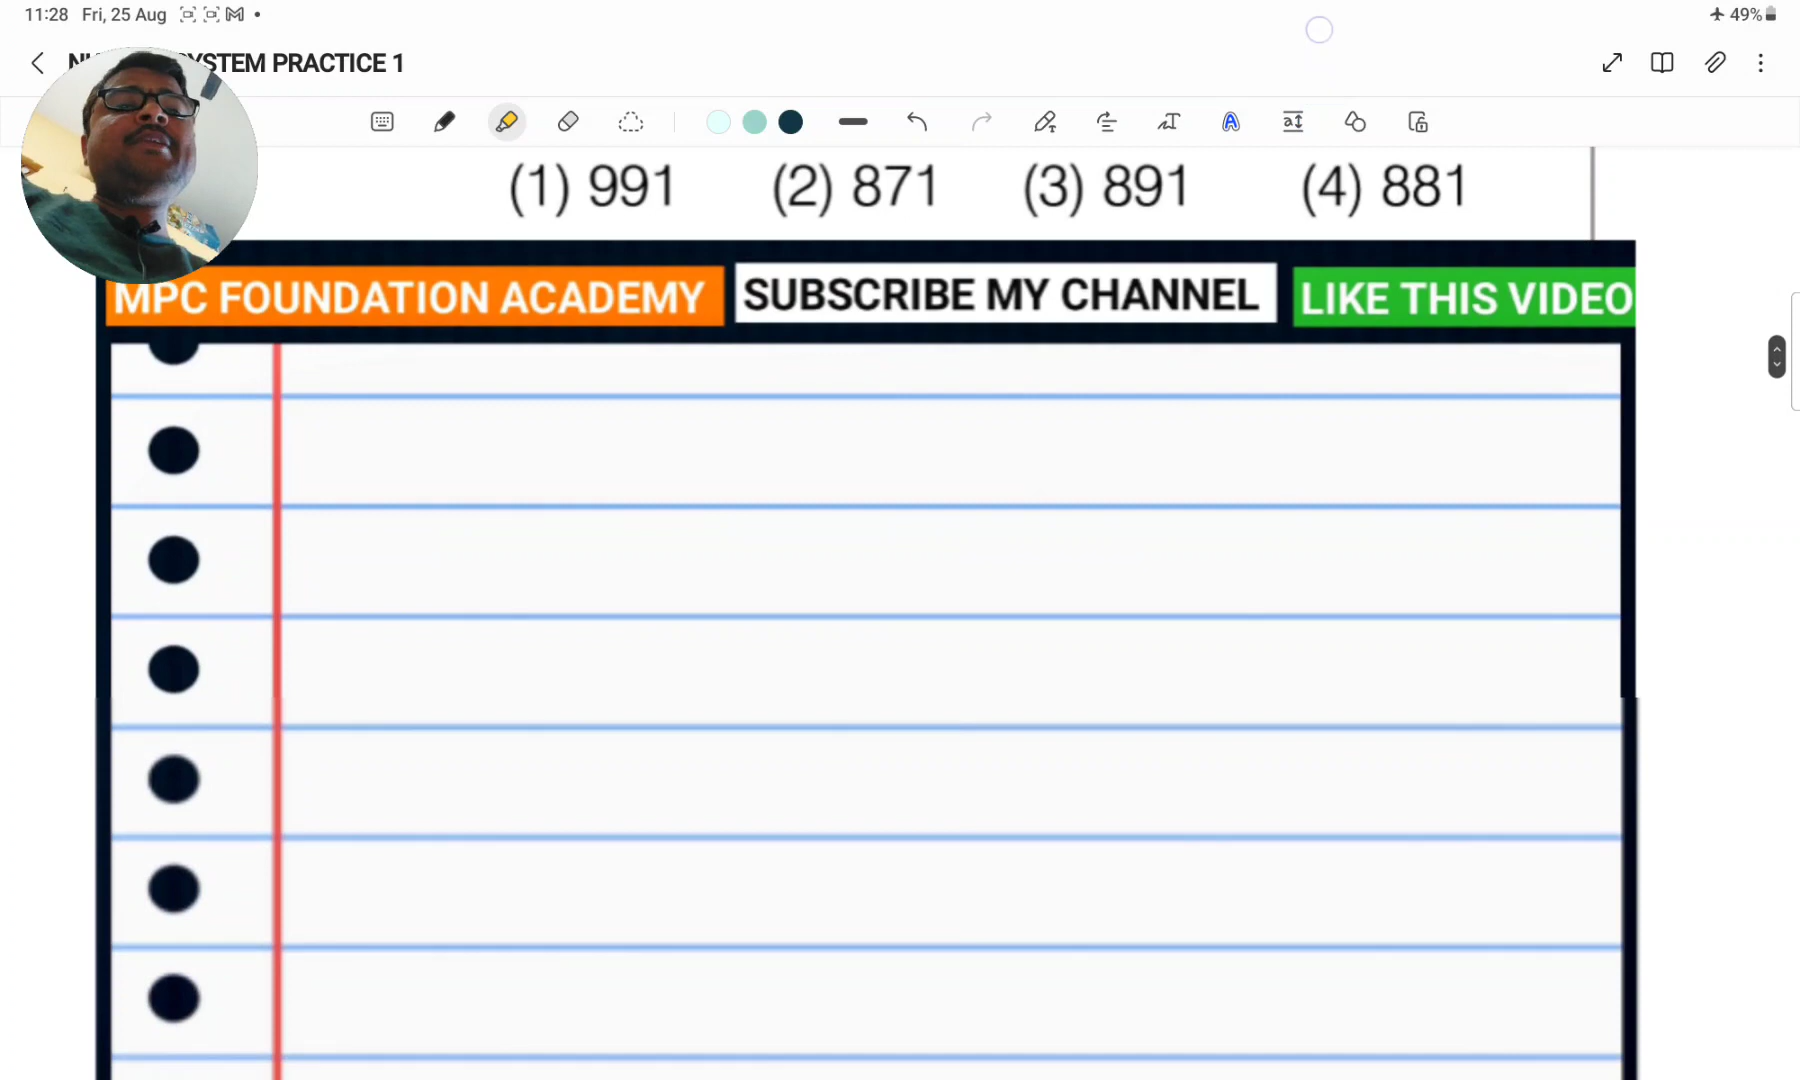 11:28 Fri, 25 Aug 49%
YSTEM PRACTICE 1
(1) 991 (2) 871 (3) 891 (4) 881
MPC FOUNDATION ACADEMY SUBSCRIBE MY CHANNEL LIKE THIS VIDEO